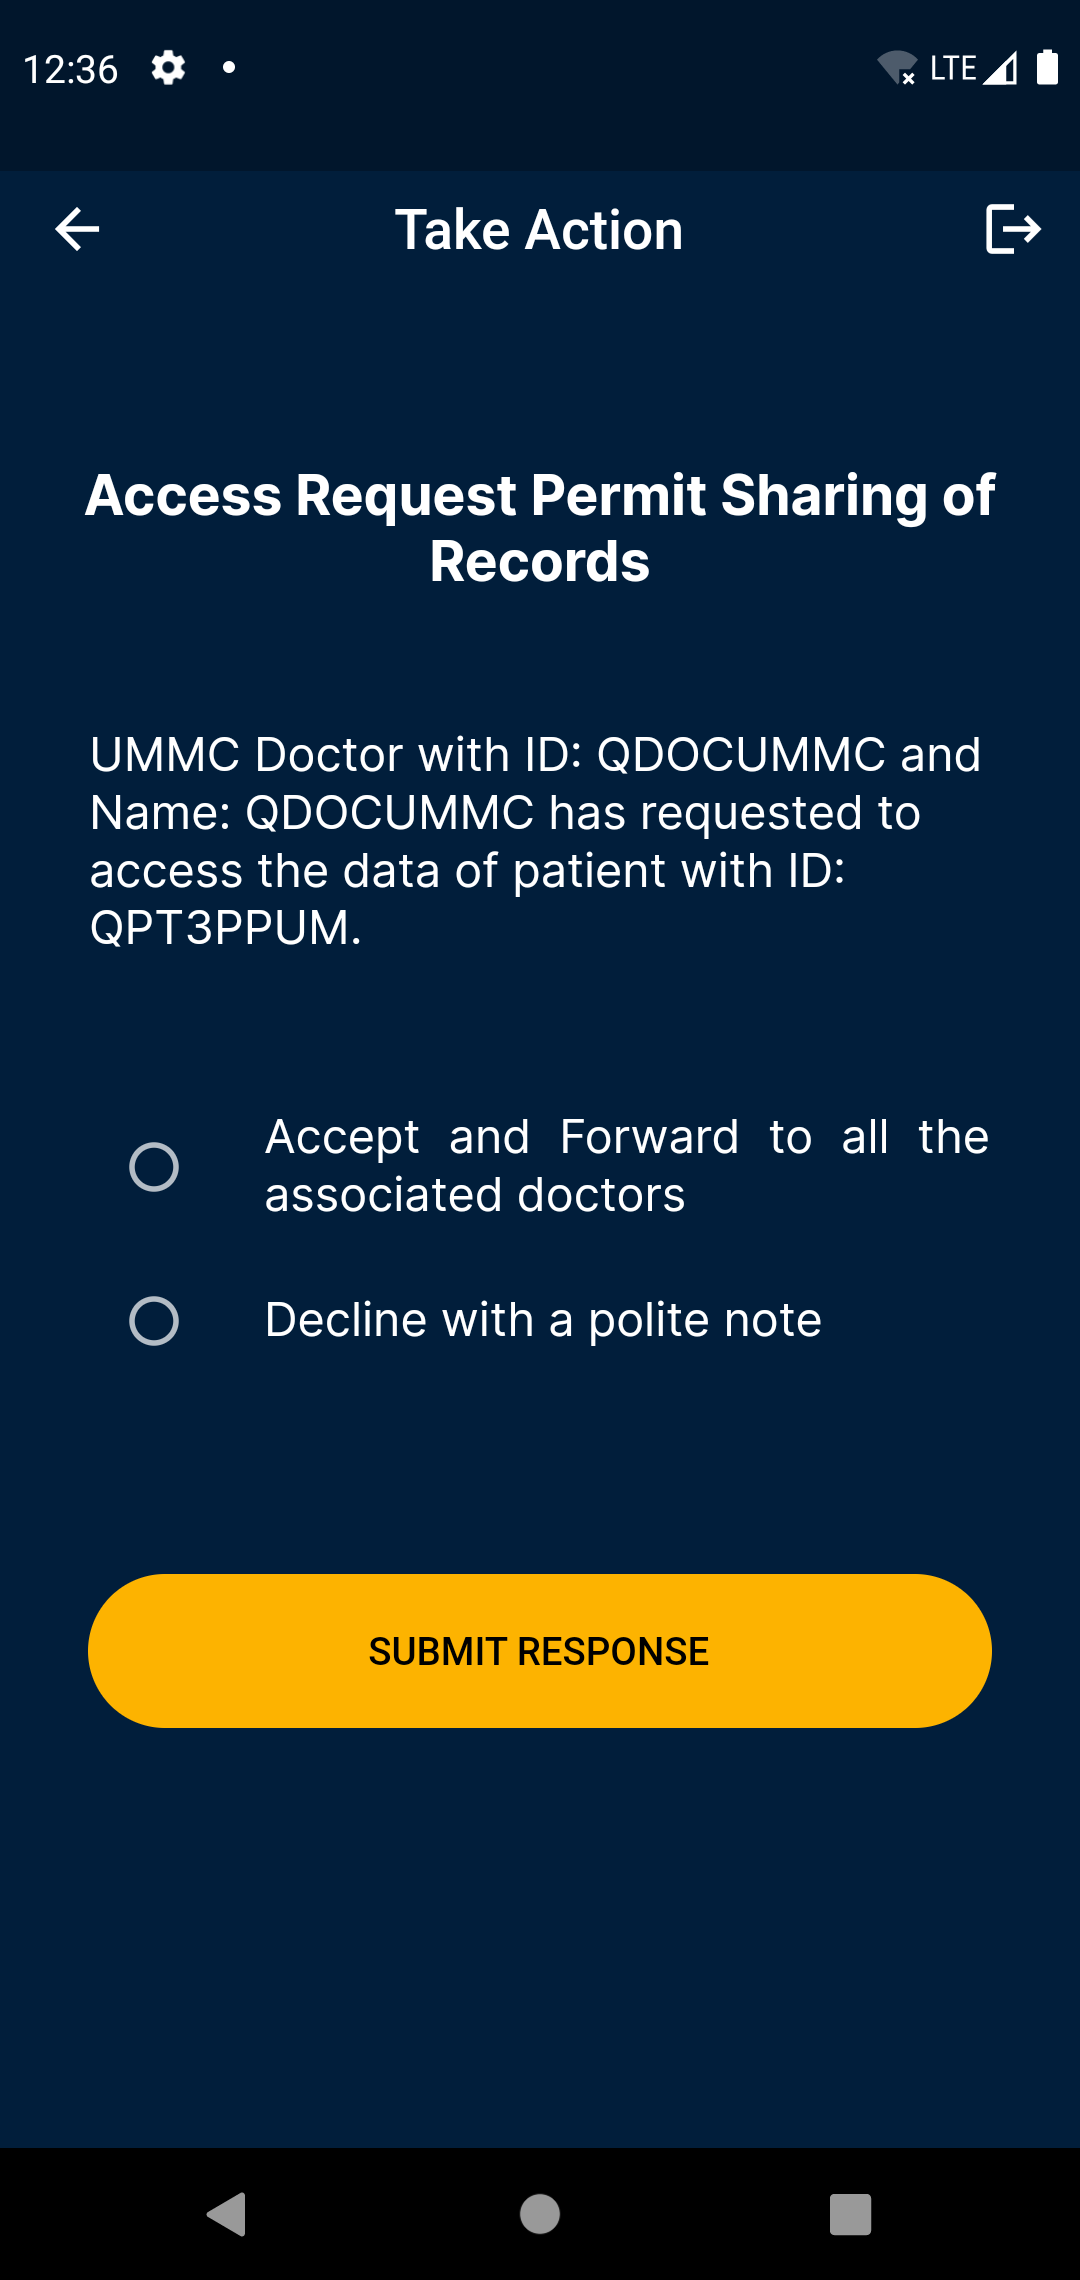 12:36
LTE
Take Action
Access Request Permit Sharing of
Records
UMMC Doctor with ID: QDOCUMMC and
Name: QDOCUMMC has requested to
access the data of patient with ID:
QPT3PPUM.
Accept and Forward to all the
associated doctors
Decline with a polite note
SUBMIT RESPONSE